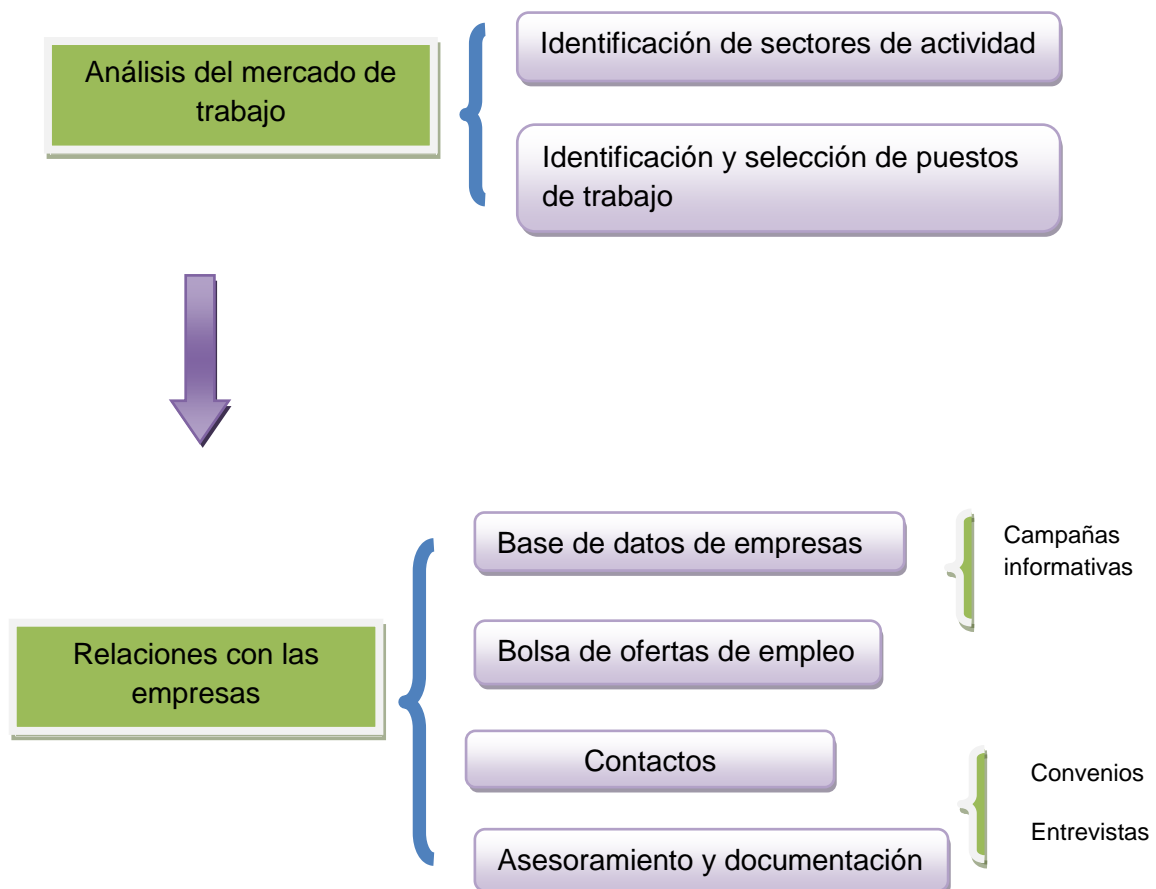 Análisis del mercado de
trabajo
Identificación de sectores de actividad
Identificación y selección de puestos
de trabajo
Relaciones con las
empresas
Base de datos de empresas
Campañas
informativas
Bolsa de ofertas de empleo
Contactos
Asesoramiento y documentación
Convenios
Entrevistas